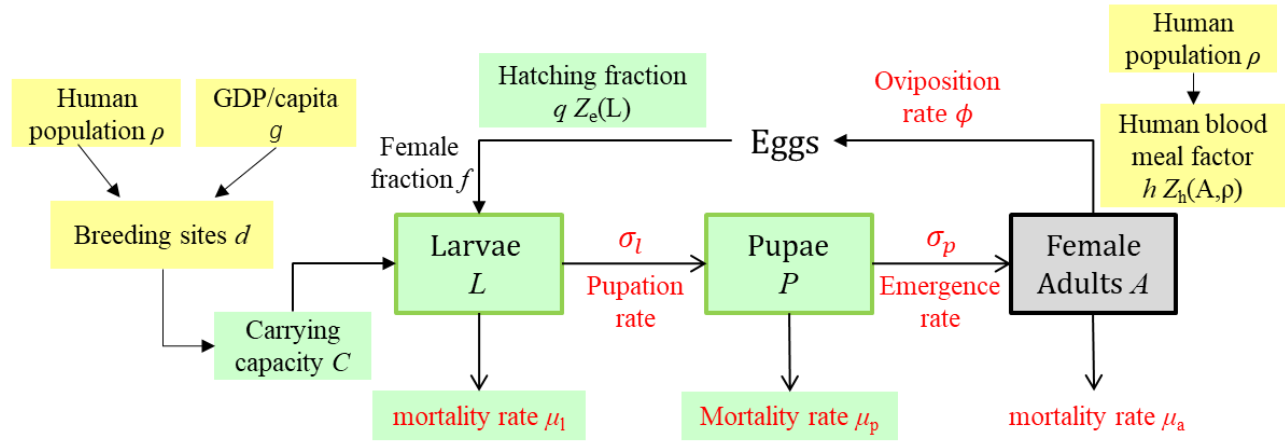 Human
population ρ
GDP/capita
g
Breeding sites d
Carrying
capacity C
Hatching fraction
q Zₑ(L)
Female
fraction f
Eggs
Oviposition
rate ϕ
Human
population ρ
Human blood
meal factor
h Zₕ(A,ρ)
Larvae
L
σₗ
Pupation
rate
Pupae
P
σₚ
Emergence
rate
Female
Adults A
mortality rate μₗ
Mortality rate μₚ
mortality rate μₐ